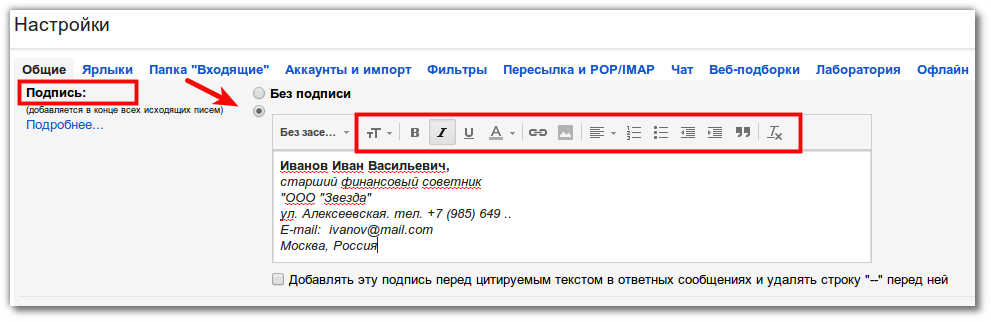 Настройки
Общие Ярлыки Папка "Входящие" Аккаунты и импорт Фильтры Пересылка и POP/IMAP Чат Веб-подборки Лаборатория Офлайн
Подпись:
(добавляется в конце всех исходящих писем)
Подробнее...
Без подписи
Без засе...
Иванов Иван Васильевич,
старший финансовый советник
"ООО "Звезда"
ул. Алексеевская. тел. +7 (985) 649 ..
E-mail: ivanov@mail.com
Москва, Россия
Добавлять эту подпись перед цитируемым текстом в ответных сообщениях и удалять строку "--" перед ней